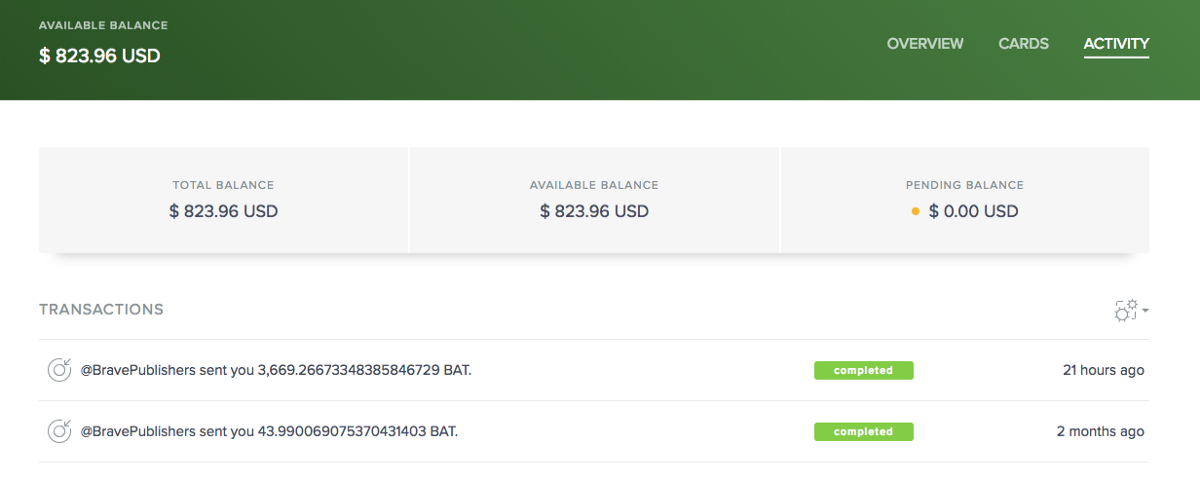 AVAILABLE BALANCE
$ 823.96 USD
OVERVIEW CARDS ACTIVITY
TOTAL BALANCE AVAILABLE BALANCE PENDING BALANCE
$ 823.96 USD $ 823.96 USD $ 0.00 USD
TRANSACTIONS
@BravePublishers sent you 3,669.26673348385846729 BAT. completed 21 hours ago
@BravePublishers sent you 43.990069075370431403 BAT. completed 2 months ago